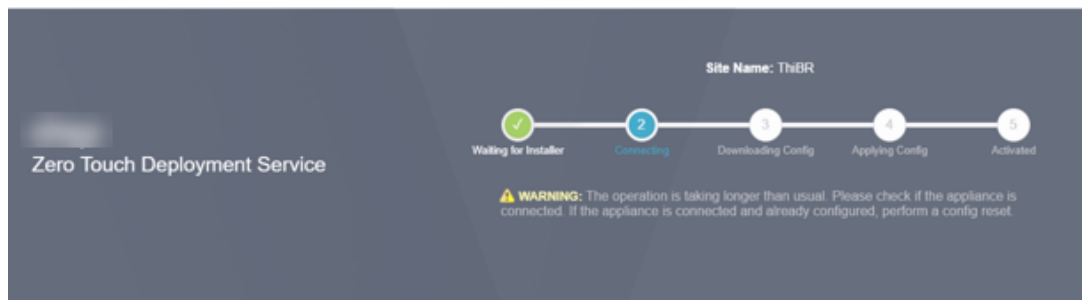 Site Name: ThiBR
2
3
4
5
Waiting for Installer
Connecting
Downloading Config
Applying Config
Activated
Zero Touch Deployment Service
WARNING: The operation is taking longer than usual. Please check if the appliance is
connected. If the appliance is connected and already configured, perform a config reset.